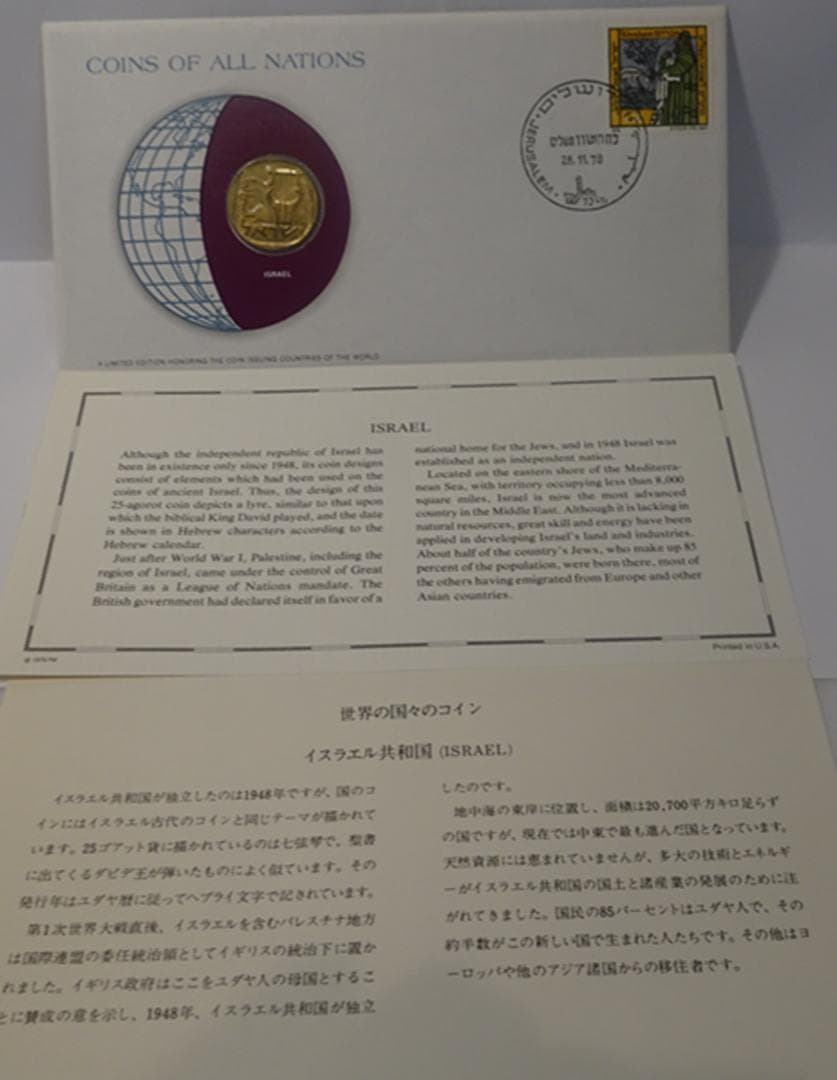 COINS OF ALL NATIONS
ירושלים
JERUSALEM
28.11.78
ISRAEL
A LIMITED EDITION HONORING THE COIN ISSUING COUNTRIES OF THE WORLD
ISRAEL
Although the independent republic of Israel has
been in existence only since 1948, its coin designs
consist of elements which had been used on the
coins of ancient Israel. Thus, the design of this
25-agorot coin depicts a lyre, similar to that upon
which the biblical King David played, and the date
is shown in Hebrew characters according to the
Hebrew calendar.
Just after World War I, Palestine, including the
region of Israel, came under the control of Great
Britain as a League of Nations mandate. The
British government had declared itself in favor of a
national home for the Jews, and in 1948 Israel was
established as an independent nation.
Located on the eastern shore of the Mediterra-
nean Sea, with territory occupying less than 8,000
square miles, Israel is now the most advanced
country in the Middle East. Although it is lacking in
natural resources, great skill and energy have been
applied in developing Israel's land and industries.
About half of the country's Jews, who make up 85
percent of the population, were born there, most of
the others having emigrated from Europe and other
Asian countries.
Printed in U.S.A.
世界の国々のコイン
イスラエル共和国 (ISRAEL)
イスラエル共和国が独立したのは1948年ですが、国のコ
インにはイスラエル古代のコインと同じテーマが描かれて
います。25ゴアット貨に描かれているのは七弦琴で、聖書
に出てくるダビデ王が弾いたものによく似ています。その
発行年はユダヤ暦に従ってヘブライ文字で記されています。
第1次世界大戦直後、イスラエルを含むパレスチナ地方
は国際連盟の委任統治領としてイギリスの統治下に置か
れました。イギリス政府はここをユダヤ人の母国とするこ
とに賛成の意を示し、1948年、イスラエル共和国が独立
したのです。
地中海の東岸に位置し、面積は20,700平方キロ足らず
の国ですが、現在では中東で最も進んだ国となっています。
天然資源には恵まれていませんが、多大の技術とエネルギ
ーがイスラエル共和国の国土と諸産業の発展のために注
がれてきました。国民の85パーセントはユダヤ人で、その
約半数がこの新しい国で生まれた人たちです。その他はヨ
ーロッパや他のアジア諸国からの移住者です。